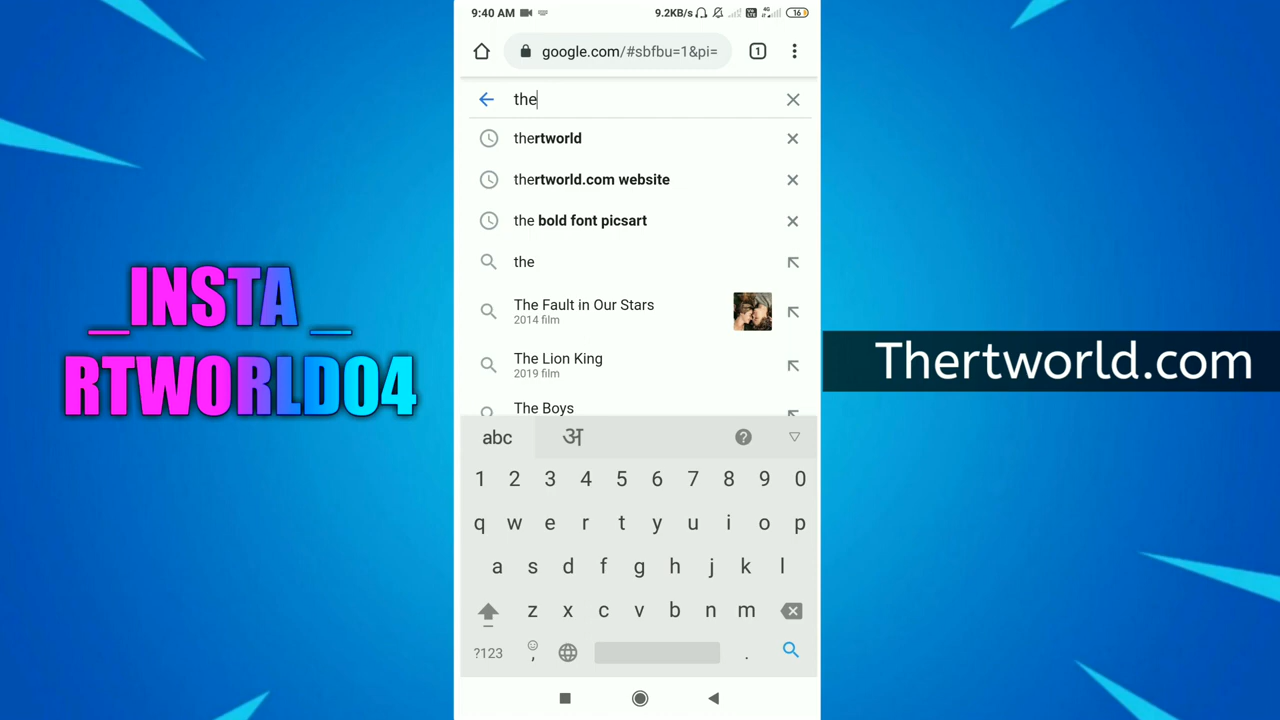 9:40 AM
9.2KB/s
4G
16
google.com/#sbfbu=1&pi=
1
the
thertworld
thertworld.com website
the bold font picsart
the
The Fault in Our Stars
2014 film
The Lion King
2019 film
The Boys
abc अ ?
1 2 3 4 5 6 7 8 9 0
q w e r t y u i o p
a s d f g h j k l
z x c v b n m
?123 , .
_INSTA _
RTWORLD04
Thertworld.com